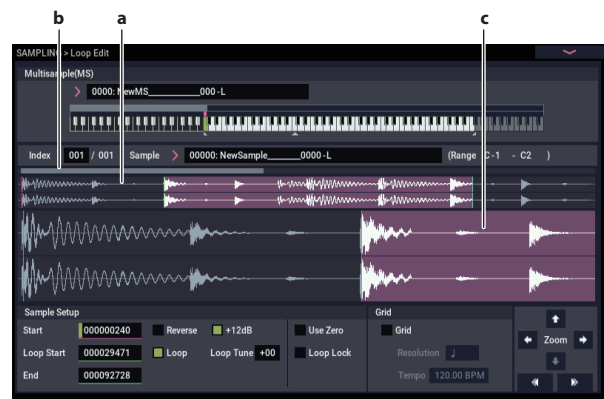 b a c
SAMPLING > Loop Edit
Multisample(MS)
0000: NewMS_________000-L
Index 001 / 001 Sample 00000: NewSample______0000-L (Range C-1 - C2 )
Sample Setup Grid
Start 000000240 Reverse +12dB Use Zero Grid
Loop Start 000029471 Loop Loop Tune +00 Loop Lock Resolution ♩ Zoom
End 000092728 Tempo 120.00 BPM